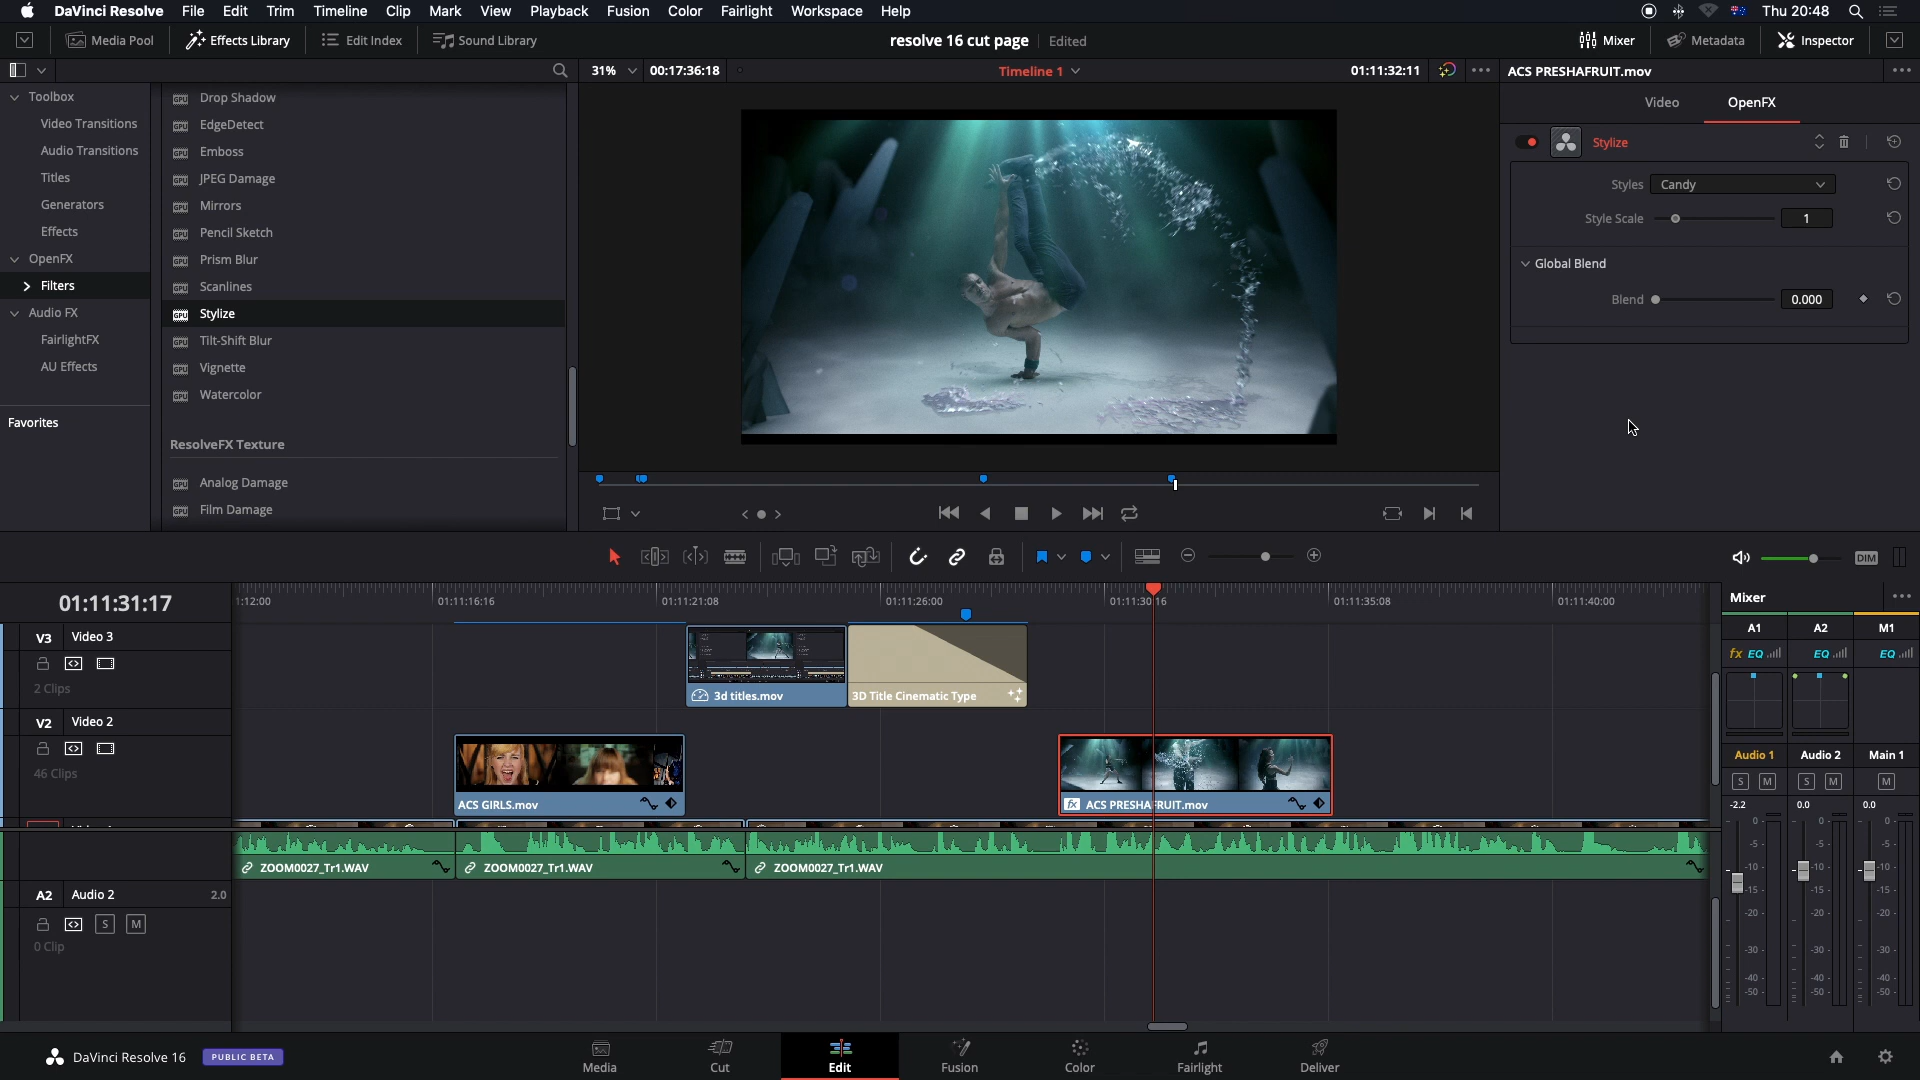 DaVinci Resolve File Edit Trim Timeline Clip Mark View Playback Fusion Color Fairlight Workspace Help Thu 20:48
Media Pool Effects Library Edit Index Sound Library resolve 16 cut page Edited Mixer Metadata Inspector
31% 00:17:36:18 Timeline 1 01:11:32:11 ACS PRESHAFRUIT.mov
Toolbox
Video Transitions
Audio Transitions
Titles
Generators
Effects
OpenFX
Filters
Audio FX
FairlightFX
AU Effects
Favorites
Drop Shadow
EdgeDetect
Emboss
JPEG Damage
Mirrors
Pencil Sketch
Prism Blur
Scanlines
Stylize
Tilt-Shift Blur
Vignette
Watercolor
ResolveFX Texture
Analog Damage
Film Damage
Video OpenFX
Stylize
Styles Candy
Style Scale 1
Global Blend
Blend 0.000
DIM
01:11:31:17 1:12:00 01:11:16:16 01:11:21:08 01:11:26:00 01:11:30:16 01:11:35:08 01:11:40:00
V3 Video 3
2 Clips
3d titles.mov 3D Title Cinematic Type
V2 Video 2
46 Clips
ACS GIRLS.mov fx ACS PRESHAFRUIT.mov
ZOOM0027_Tr1.WAV ZOOM0027_Tr1.WAV ZOOM0027_Tr1.WAV
A2 Audio 2 2.0
S M
0 Clip
Mixer
A1 A2 M1
fx EQ EQ EQ
Audio 1 Audio 2 Main 1
S M S M M
-2.2 0.0 0.0
0 0 0
-5 -5 -5
-10 -10 -10
-15 -15 -15
-20 -20 -20
-30 -30 -30
-40 -40 -40
-50 -50 -50
DaVinci Resolve 16 PUBLIC BETA Media Cut Edit Fusion Color Fairlight Deliver